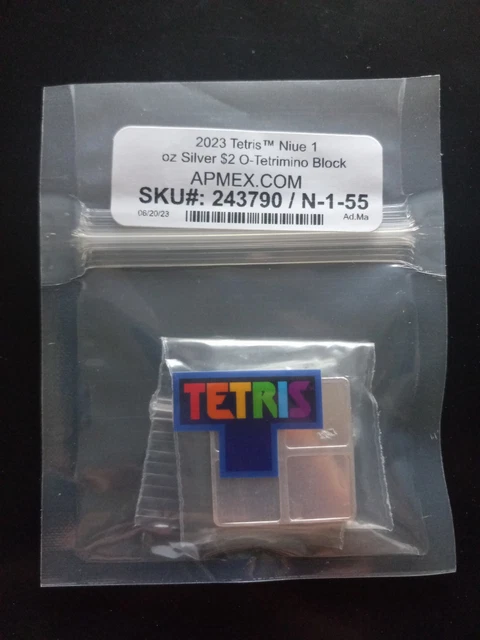 2023 Tetris™ Niue 1
oz Silver $2 O-Tetrimino Block
APMEX.COM
SKU#: 243790 / N-1-55
06/20/23 Ad.Ma
TETRIS